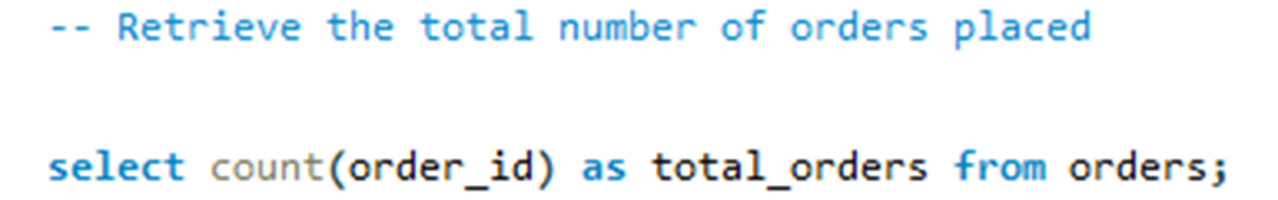 -- Retrieve the total number of orders placed
select count(order_id) as total_orders from orders;